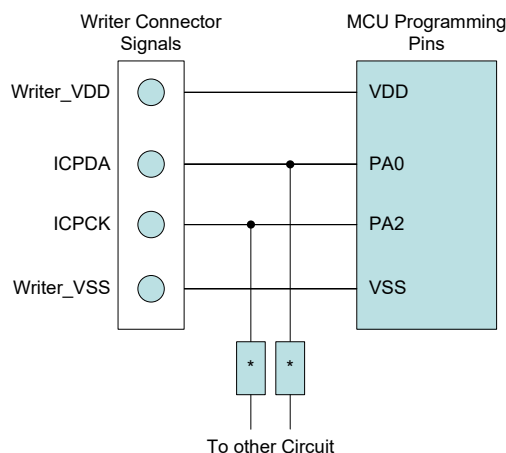 Writer Connector
Signals
MCU Programming
Pins
Writer_VDD
VDD
ICPDA
PA0
ICPCK
PA2
Writer_VSS
VSS
* *
To other Circuit